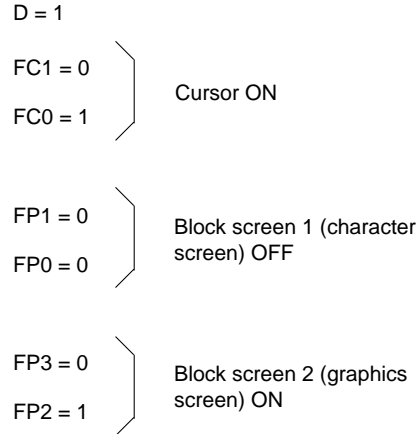 D = 1
FC1 = 0
FC0 = 1
Cursor ON
FP1 = 0
FP0 = 0
Block screen 1 (character
screen) OFF
FP3 = 0
FP2 = 1
Block screen 2 (graphics
screen) ON